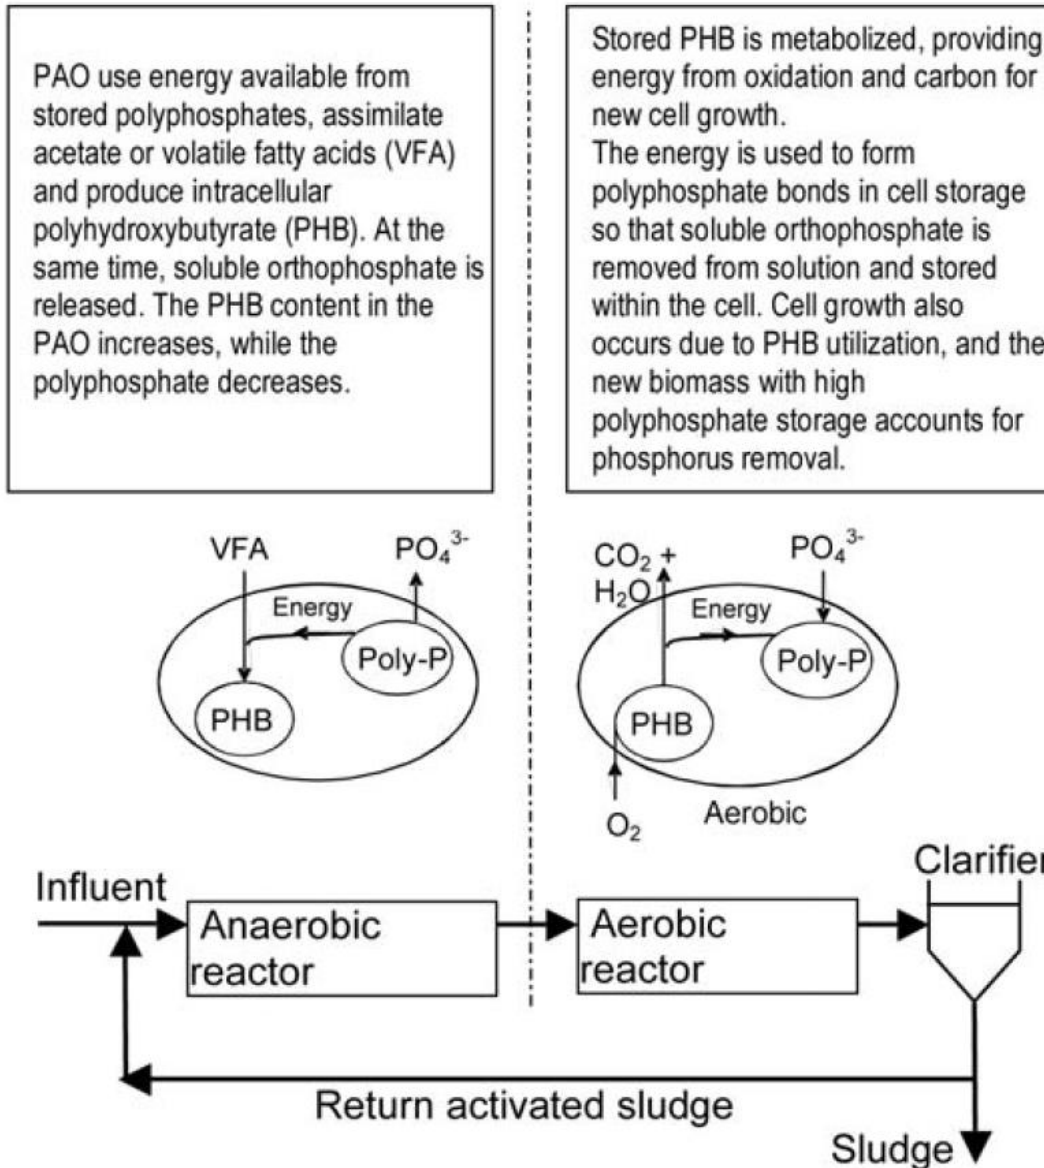 PAO use energy available from
stored polyphosphates, assimilate
acetate or volatile fatty acids (VFA)
and produce intracellular
polyhydroxybutyrate (PHB). At the
same time, soluble orthophosphate is
released. The PHB content in the
PAO increases, while the
polyphosphate decreases.
Stored PHB is metabolized, providing
energy from oxidation and carbon for
new cell growth.
The energy is used to form
polyphosphate bonds in cell storage
so that soluble orthophosphate is
removed from solution and stored
within the cell. Cell growth also
occurs due to PHB utilization, and the
new biomass with high
polyphosphate storage accounts for
phosphorus removal.
VFA
PO₄³⁻
Energy
Poly-P
PHB
CO₂ +
H₂O
PO₄³⁻
Energy
Poly-P
PHB
O₂
Aerobic
Influent
Anaerobic
reactor
Aerobic
reactor
Clarifier
Return activated sludge
Sludge